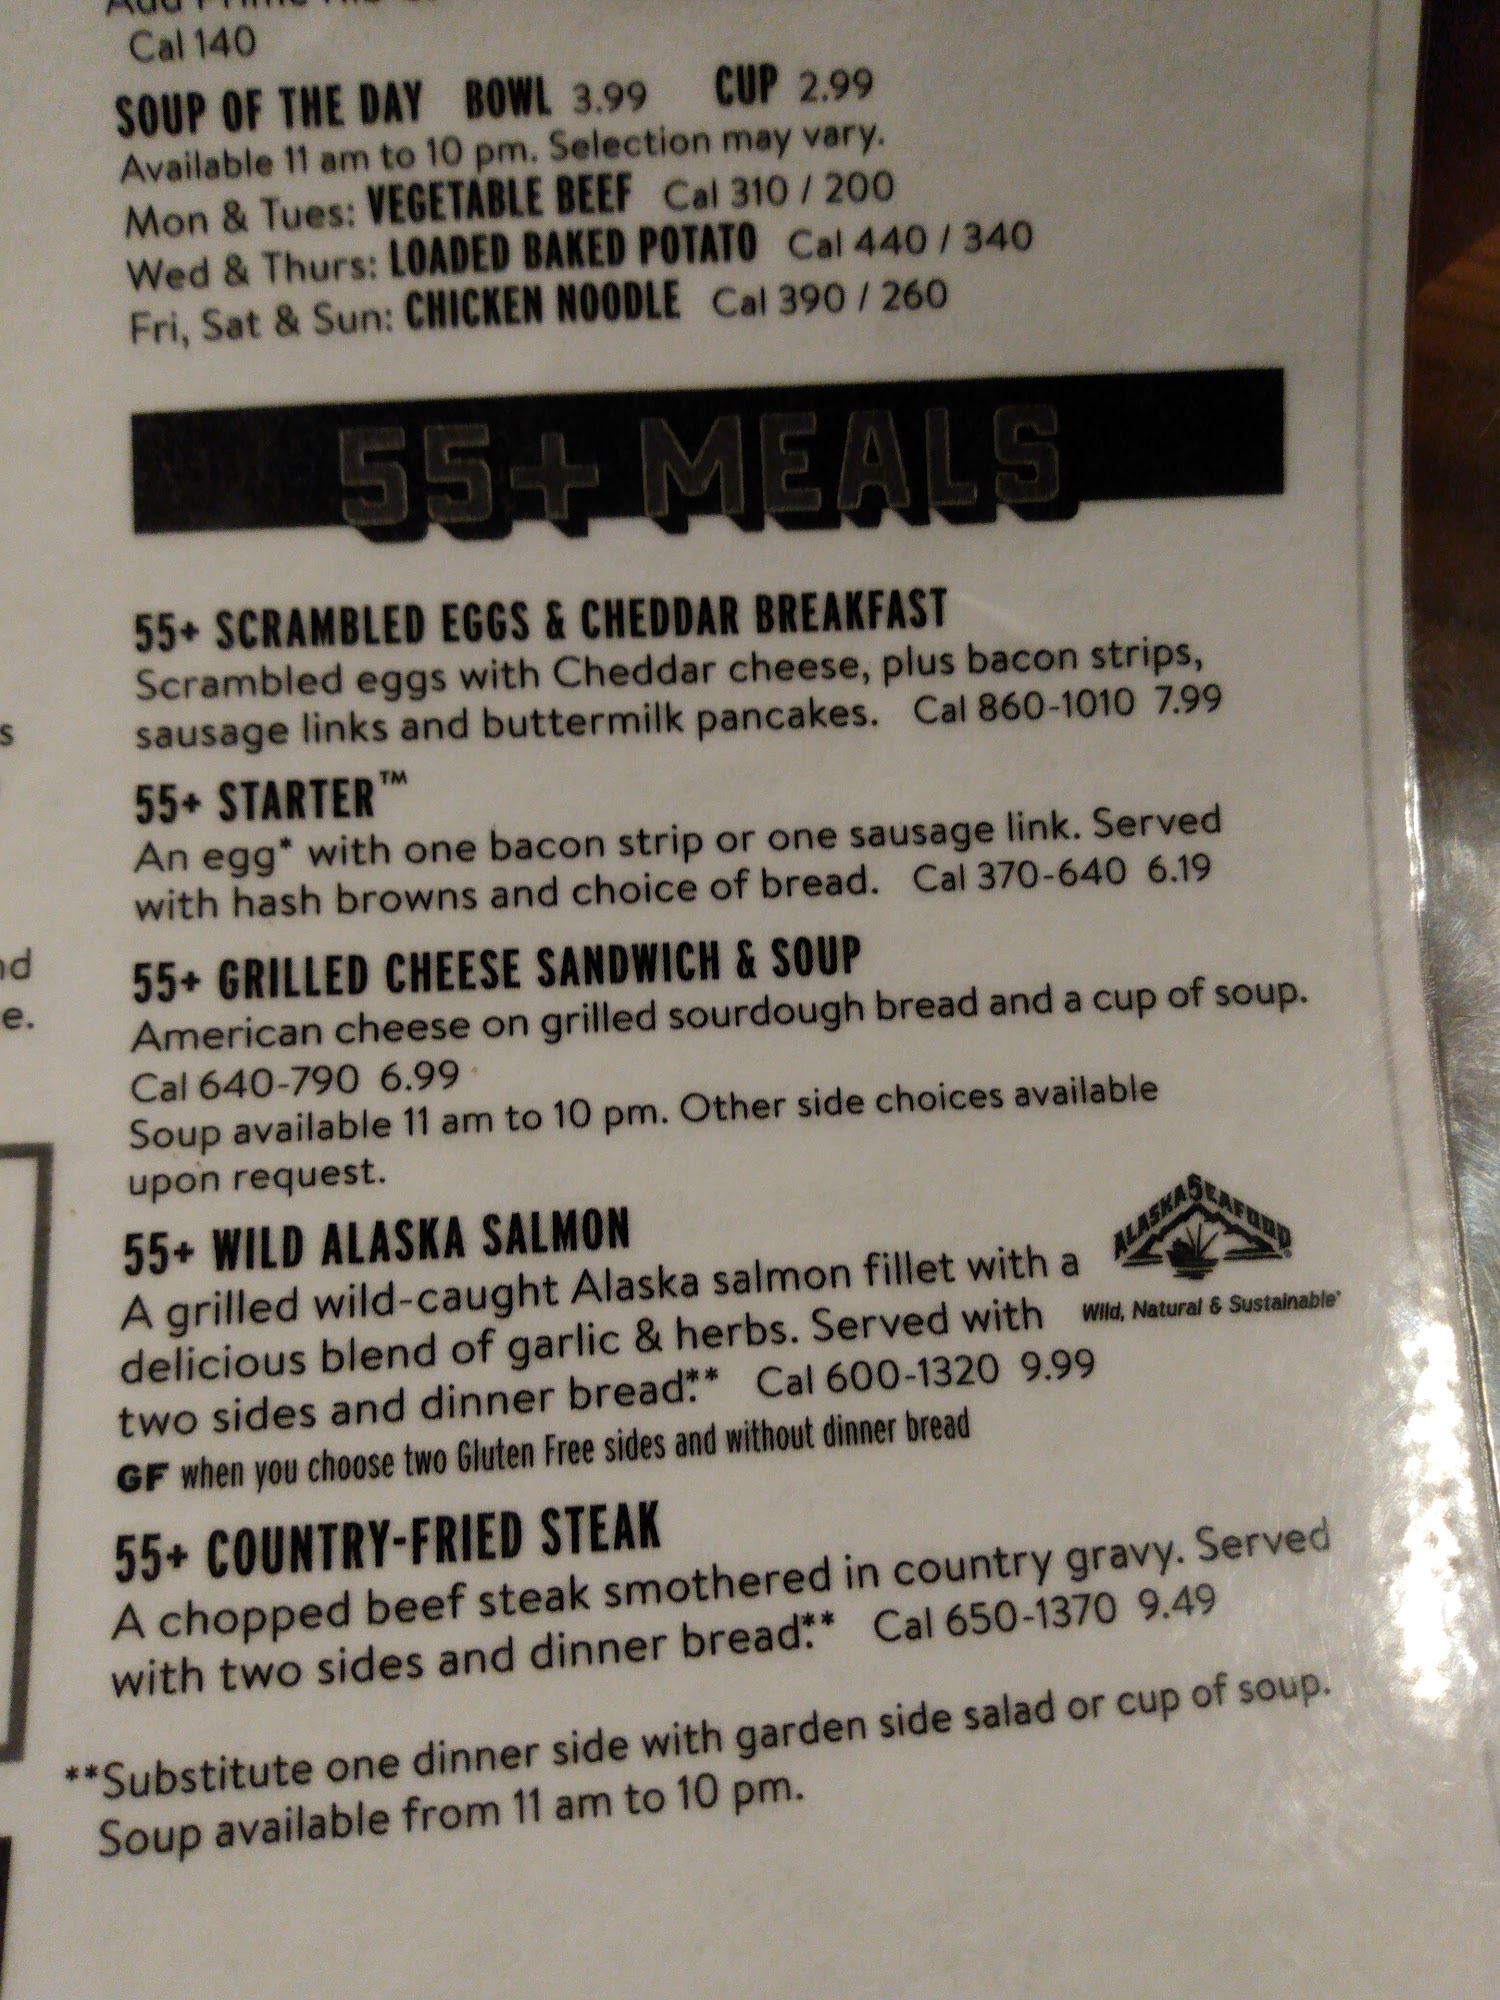 Cal 140
SOUP OF THE DAY BOWL 3.99 CUP 2.99
Available 11 am to 10 pm. Selection may vary.
Mon & Tues: VEGETABLE BEEF Cal 310 / 200
Wed & Thurs: LOADED BAKED POTATO Cal 440 / 340
Fri, Sat & Sun: CHICKEN NOODLE Cal 390 / 260
55+ MEALS
55+ SCRAMBLED EGGS & CHEDDAR BREAKFAST
Scrambled eggs with Cheddar cheese, plus bacon strips,
sausage links and buttermilk pancakes. Cal 860-1010 7.99
55+ STARTER™
An egg* with one bacon strip or one sausage link. Served
with hash browns and choice of bread. Cal 370-640 6.19
55+ GRILLED CHEESE SANDWICH & SOUP
American cheese on grilled sourdough bread and a cup of soup.
Cal 640-790 6.99
Soup available 11 am to 10 pm. Other side choices available
upon request.
55+ WILD ALASKA SALMON
A grilled wild-caught Alaska salmon fillet with a
delicious blend of garlic & herbs. Served with
two sides and dinner bread.** Cal 600-1320 9.99
GF when you choose two Gluten Free sides and without dinner bread
ALASKA SEAFOOD
Wild, Natural & Sustainable®
55+ COUNTRY-FRIED STEAK
A chopped beef steak smothered in country gravy. Served
with two sides and dinner bread.** Cal 650-1370 9.49
**Substitute one dinner side with garden side salad or cup of soup.
Soup available from 11 am to 10 pm.